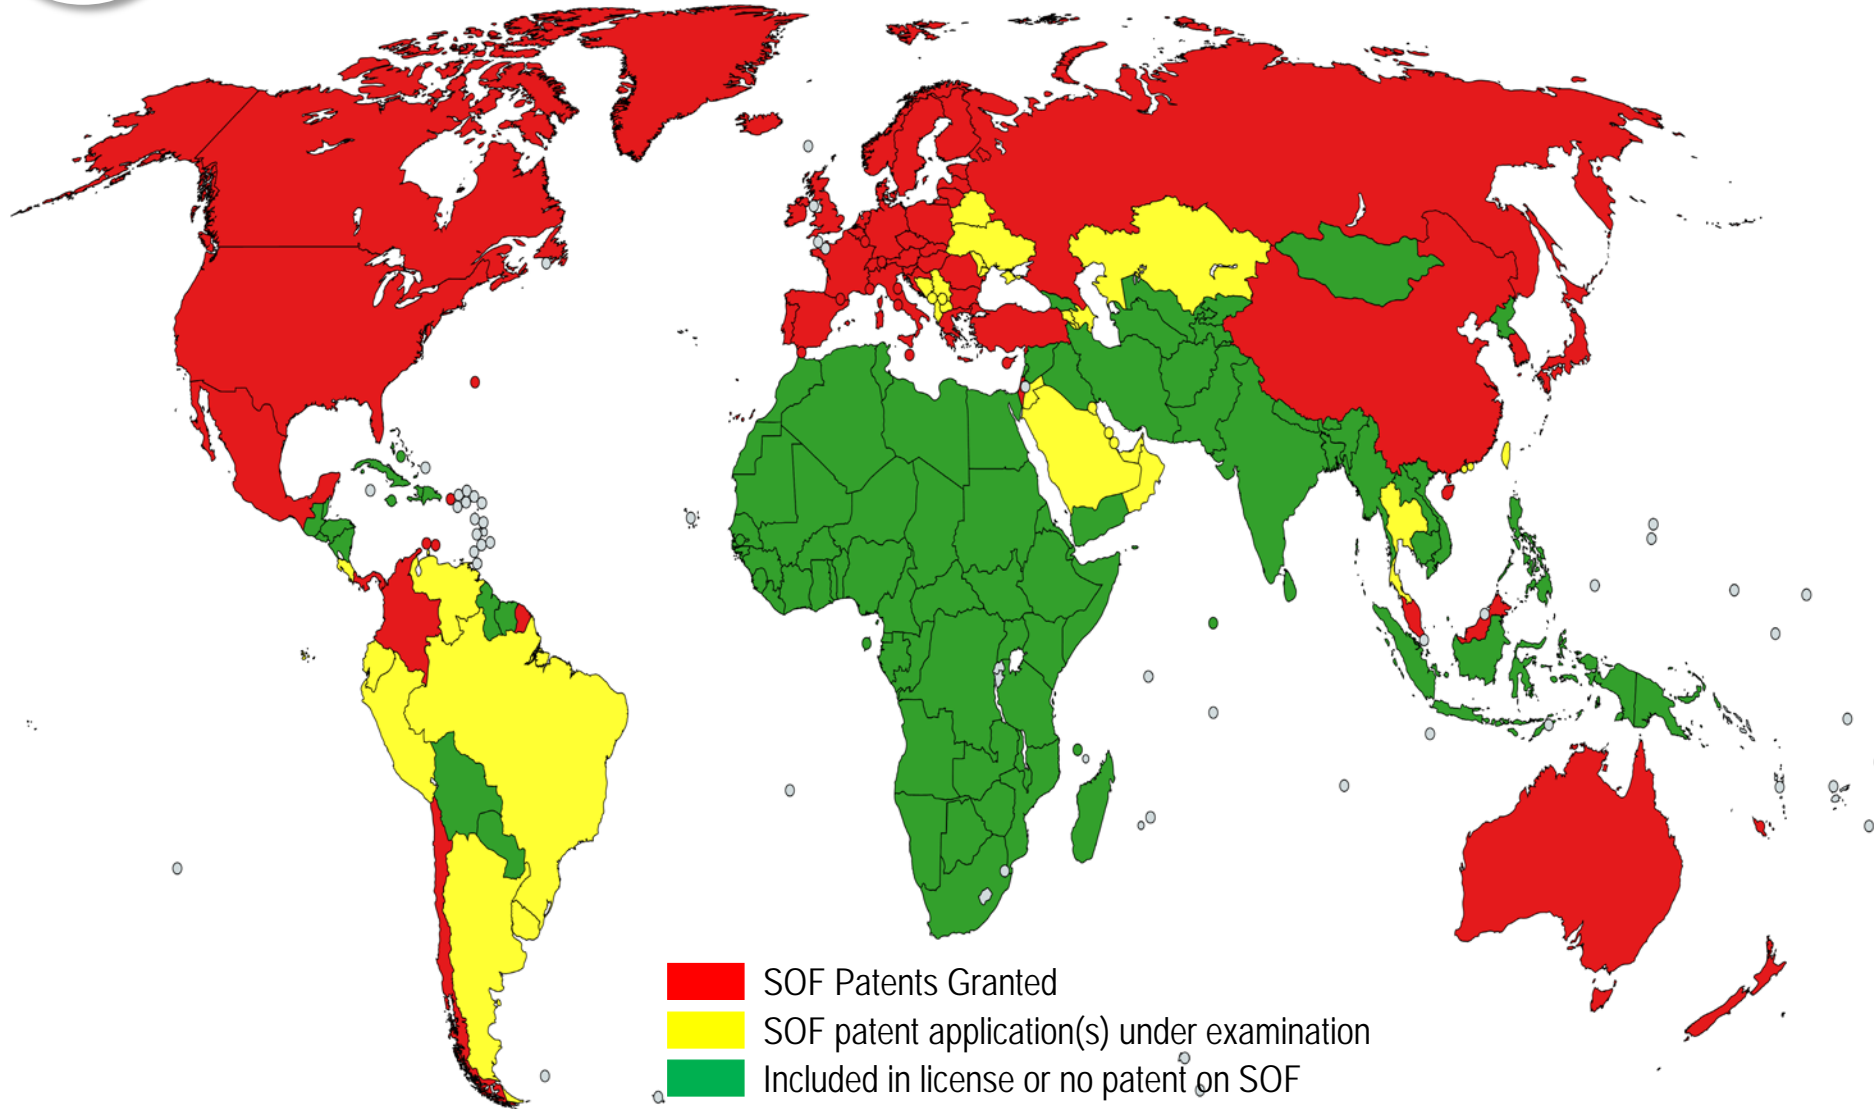 SOF Patents Granted
SOF patent application(s) under examination
Included in license or no patent on SOF